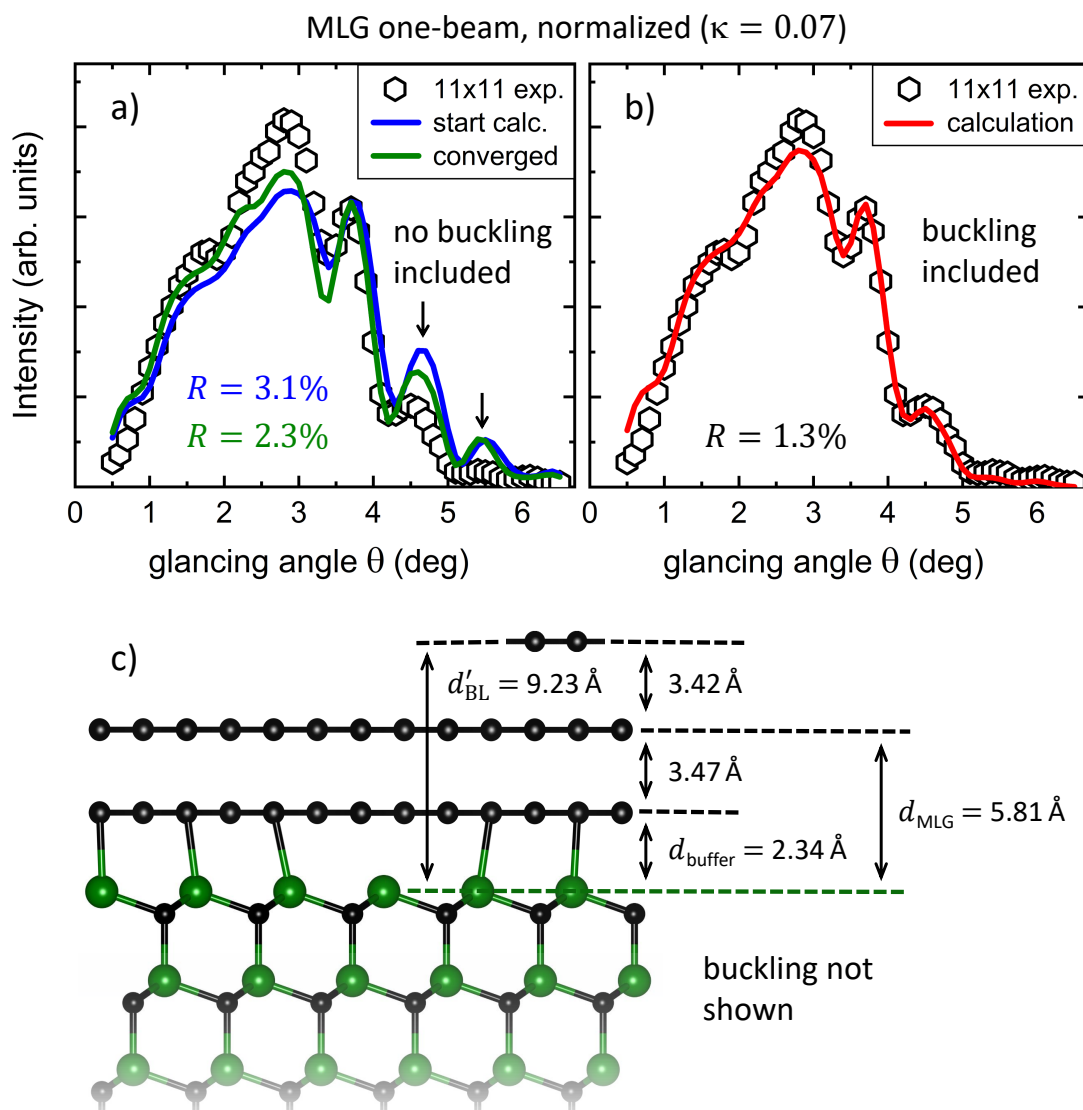 MLG one-beam, normalized (κ = 0.07)
a)
11x11 exp.
start calc.
converged
no buckling
included
R = 3.1%
R = 2.3%
Intensity (arb. units)
0 1 2 3 4 5 6
glancing angle θ (deg)
b)
11x11 exp.
calculation
buckling
included
R = 1.3%
0 1 2 3 4 5 6
glancing angle θ (deg)
c)
d′BL = 9.23 Å
3.42 Å
3.47 Å
dMLG = 5.81 Å
dbuffer = 2.34 Å
buckling not
shown